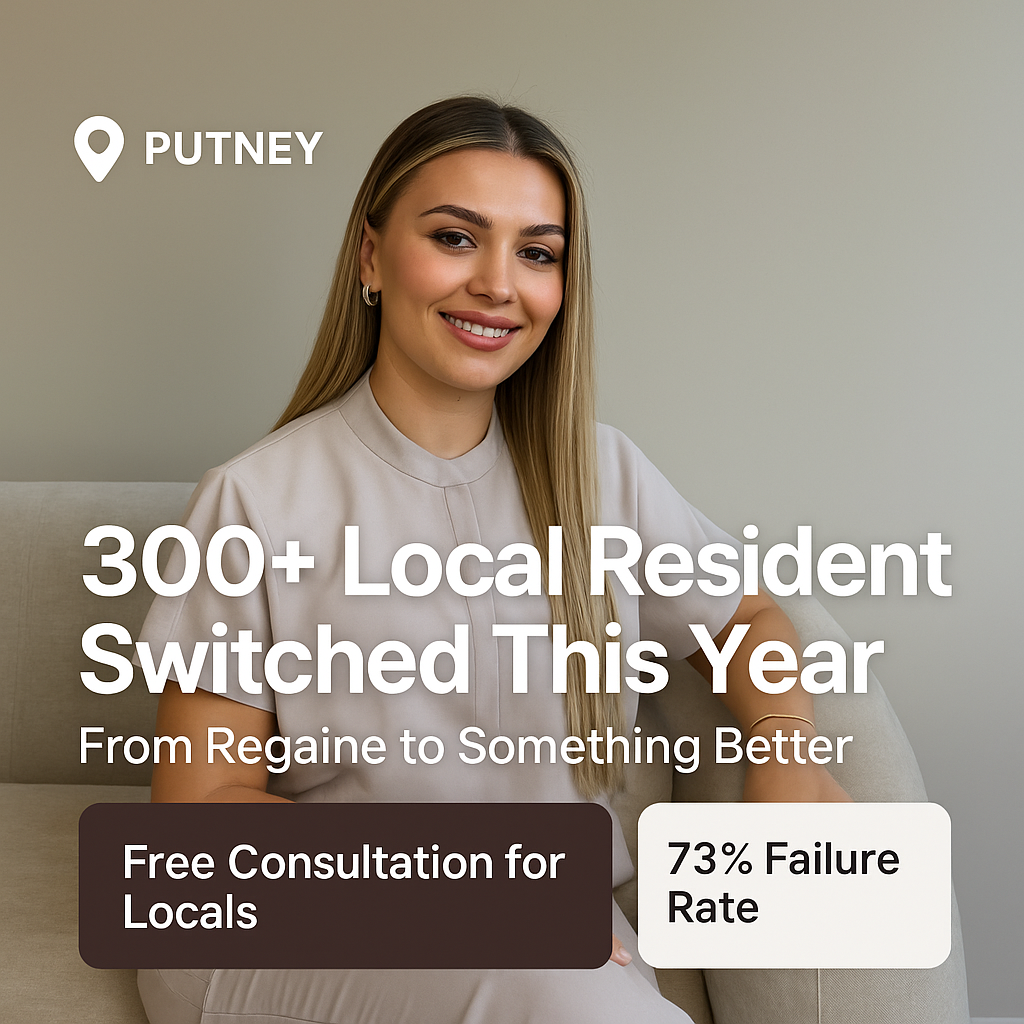 PUTNEY
300+ Local Resident
Switched This Year
From Regaine to Something Better
Free Consultation for
Locals
73% Failure
Rate